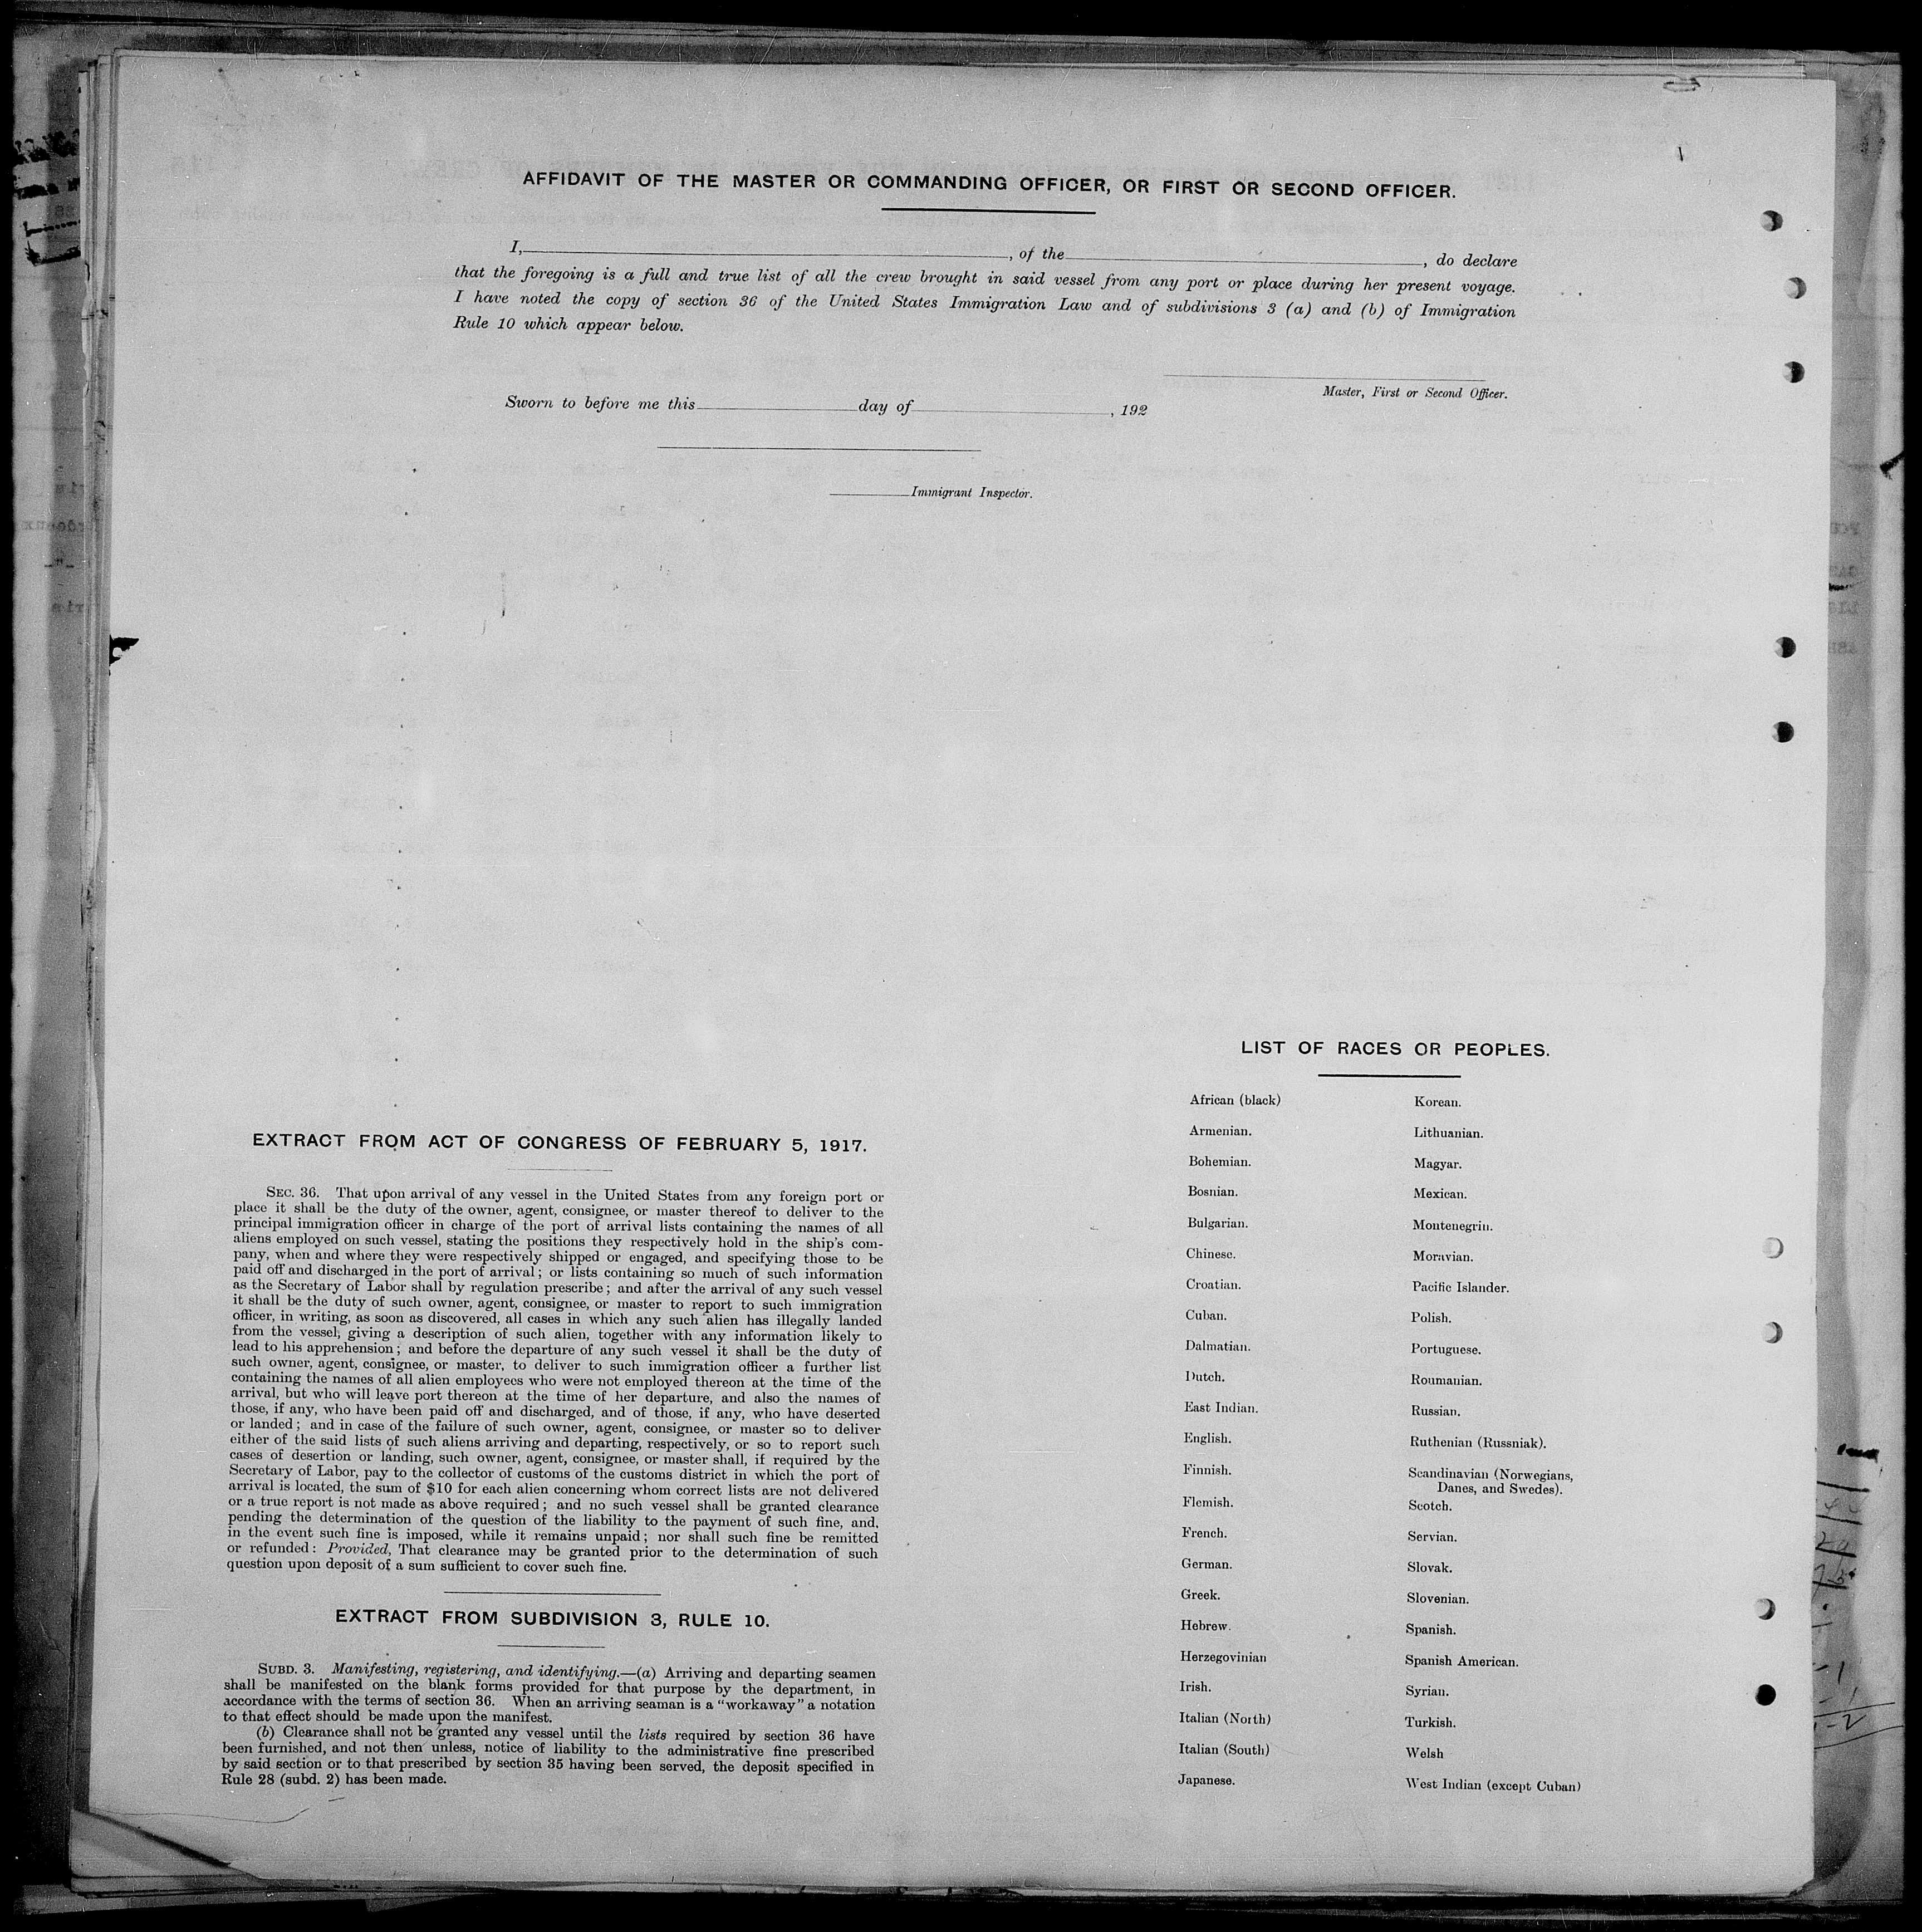 AFFIDAVIT OF THE MASTER OR COMMANDING OFFICER, OR FIRST OR SECOND OFFICER.
I,, of the, do declare
that the foregoing is a full and true list of all the crew brought in said vessel from any port or place during her present voyage.
I have noted the copy of section 36 of the United States Immigration Law and of subdivisions 3 (a) and (b) of Immigration
Rule 10 which appear below.
Master, First or Second Officer.
Sworn to before me this day of, 192
Immigrant Inspector.
EXTRACT FROM ACT OF CONGRESS OF FEBRUARY 5, 1917.
SEC. 36. That upon arrival of any vessel in the United States from any foreign port or
place it shall be the duty of the owner, agent, consignee, or master thereof to deliver to the
principal immigration officer in charge of the port of arrival lists containing the names of all
aliens employed on such vessel, stating the positions they respectively hold in the ship's com-
pany, when and where they were respectively shipped or engaged, and specifying those to be
paid off and discharged in the port of arrival; or lists containing so much of such information
as the Secretary of Labor shall by regulation prescribe; and after the arrival of any such vessel
it shall be the duty of such owner, agent, consignee, or master to report to such immigration
officer, in writing, as soon as discovered, all cases in which any such alien has illegally landed
from the vessel, giving a description of such alien, together with any information likely to
lead to his apprehension; and before the departure of any such vessel it shall be the duty of
such owner, agent, consignee, or master, to deliver to such immigration officer a further list
containing the names of all alien employees who were not employed thereon at the time of the
arrival, but who will leave port thereon at the time of her departure, and also the names of
those, if any, who have been paid off and discharged, and of those, if any, who have deserted
or landed; and in case of the failure of such owner, agent, consignee, or master so to deliver
either of the said lists of such aliens arriving and departing, respectively, or so to report such
cases of desertion or landing, such owner, agent, consignee, or master shall, if required by the
Secretary of Labor, pay to the collector of customs of the customs district in which the port of
arrival is located, the sum of $10 for each alien concerning whom correct lists are not delivered
or a true report is not made as above required; and no such vessel shall be granted clearance
pending the determination of the question of the liability to the payment of such fine, and,
in the event such fine is imposed, while it remains unpaid; nor shall such fine be remitted
or refunded: Provided, That clearance may be granted prior to the determination of such
question upon deposit of a sum sufficient to cover such fine.
EXTRACT FROM SUBDIVISION 3, RULE 10.
SUBD. 3. Manifesting, registering, and identifying.—(a) Arriving and departing seamen
shall be manifested on the blank forms provided for that purpose by the department, in
accordance with the terms of section 36. When an arriving seaman is a "workaway" a notation
to that effect should be made upon the manifest.
(b) Clearance shall not be granted any vessel until the lists required by section 36 have
been furnished, and not then unless, notice of liability to the administrative fine prescribed
by said section or to that prescribed by section 35 having been served, the deposit specified in
Rule 28 (subd. 2) has been made.
LIST OF RACES OR PEOPLES.
African (black)
Armenian.
Bohemian.
Bosnian.
Bulgarian.
Chinese.
Croatian.
Cuban.
Dalmatian.
Dutch.
East Indian.
English.
Finnish.
Flemish.
French.
German.
Greek.
Hebrew.
Herzegovinian
Irish.
Italian (North)
Italian (South)
Japanese.
Korean.
Lithuanian.
Magyar.
Mexican.
Montenegrin.
Moravian.
Pacific Islander.
Polish.
Portuguese.
Roumanian.
Russian.
Ruthenian (Russniak).
Scandinavian (Norwegians,
Danes, and Swedes).
Scotch.
Servian.
Slovak.
Slovenian.
Spanish.
Spanish American.
Syrian.
Turkish.
Welsh
West Indian (except Cuban)